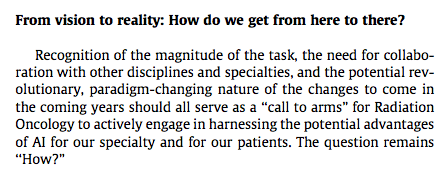 From vision to reality: How do we get from here to there?
Recognition of the magnitude of the task, the need for collabo-
ration with other disciplines and specialties, and the potential rev-
olutionary, paradigm-changing nature of the changes to come in
the coming years should all serve as a “call to arms” for Radiation
Oncology to actively engage in harnessing the potential advantages
of AI for our specialty and for our patients. The question remains
“How?”